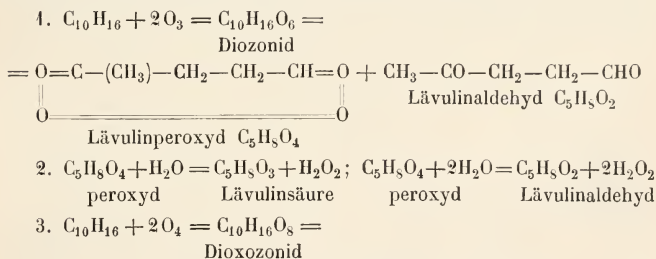 1. C₁₀H₁₆ + 2O₃ = C₁₀H₁₆O₆ =
Diozonid
= O=C—(CH₃)—CH₂—CH₂—CH=O + CH₃—CO—CH₂—CH₂—CHO
O O Lävulinaldehyd C₅H₈O₂
Lävulinperoxyd C₅H₈O₄
2. C₅H₈O₄+H₂O=C₅H₈O₃+H₂O₂; C₅H₈O₄+2H₂O=C₅H₈O₂+2H₂O₂
peroxyd Lävulinsäure peroxyd Lävulinaldehyd
3. C₁₀H₁₆ + 2O₄ = C₁₀H₁₆O₈ =
Dioxozonid